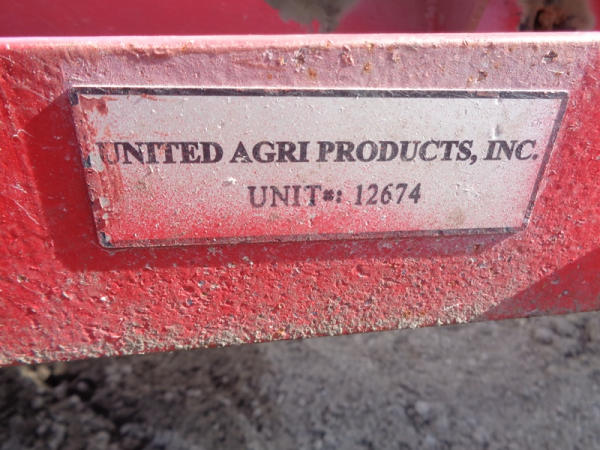 UNITED AGRI PRODUCTS, INC.
UNIT#: 12674